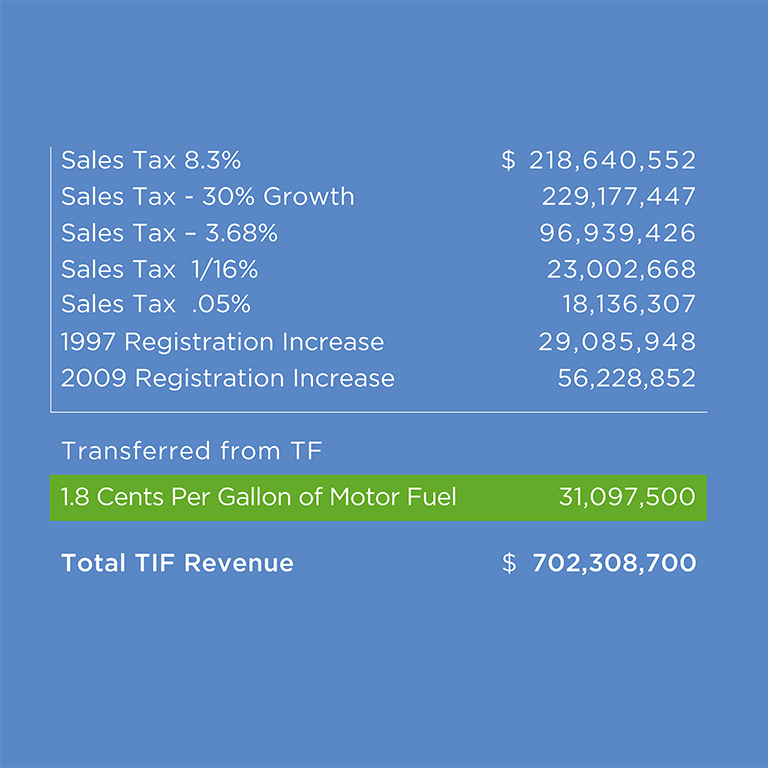 Sales Tax 8.3% $ 218,640,552
Sales Tax - 30% Growth 229,177,447
Sales Tax – 3.68% 96,939,426
Sales Tax 1/16% 23,002,668
Sales Tax .05% 18,136,307
1997 Registration Increase 29,085,948
2009 Registration Increase 56,228,852
Transferred from TF
1.8 Cents Per Gallon of Motor Fuel 31,097,500
Total TIF Revenue $ 702,308,700